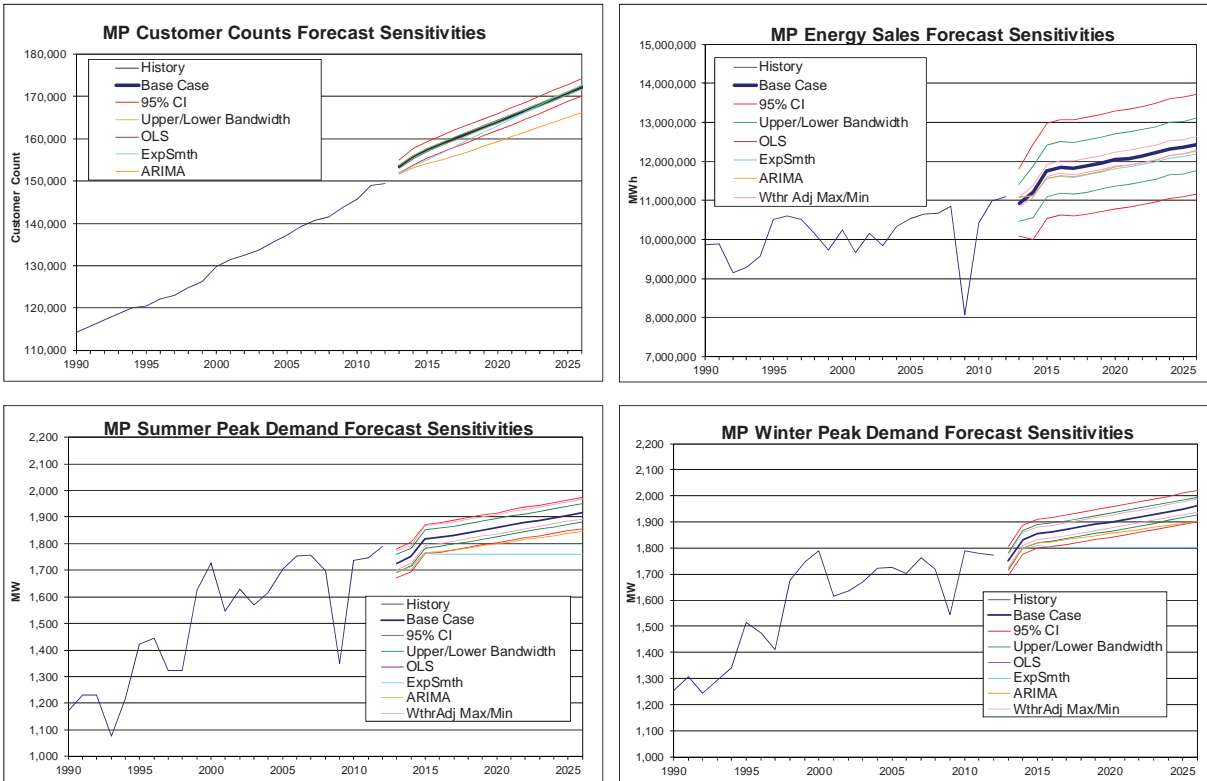 MP Customer Counts Forecast Sensitivities
Customer Count
180,000
170,000
160,000
150,000
140,000
130,000
120,000
110,000
History
Base Case
95% CI
Upper/Lower Bandwidth
OLS
ExpSmth
ARIMA
1990 1995 2000 2005 2010 2015 2020 2025
MP Energy Sales Forecast Sensitivities
MWh
15,000,000
14,000,000
13,000,000
12,000,000
11,000,000
10,000,000
9,000,000
8,000,000
7,000,000
History
Base Case
95% CI
Upper/Lower Bandwidth
OLS
ExpSmth
ARIMA
Wthr Adj Max/Min
1990 1995 2000 2005 2010 2015 2020 2025
MP Summer Peak Demand Forecast Sensitivities
MW
2,200
2,100
2,000
1,900
1,800
1,700
1,600
1,500
1,400
1,300
1,200
1,100
1,000
History
Base Case
95% CI
Upper/Lower Bandwidth
OLS
ExpSmth
ARIMA
WthrAdj Max/Min
1990 1995 2000 2005 2010 2015 2020 2025
MP Winter Peak Demand Forecast Sensitivities
MW
2,200
2,100
2,000
1,900
1,800
1,700
1,600
1,500
1,400
1,300
1,200
1,100
1,000
History
Base Case
95% CI
Upper/Lower Bandwidth
OLS
ExpSmth
ARIMA
WthrAdj Max/Min
1990 1995 2000 2005 2010 2015 2020 2025